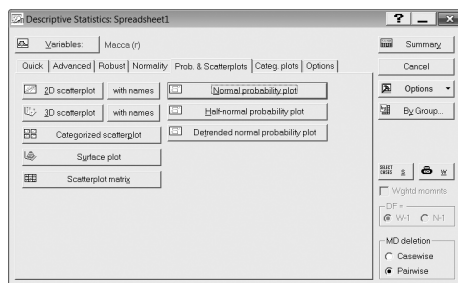 Descriptive Statistics: Spreadsheet1
Variables: Масса (г)
Summary
Quick Advanced Robust Normality Prob. & Scatterplots Categ. plots Options
Cancel
2D scatterplot with names Normal probability plot
Options
3D scatterplot with names Half-normal probability plot
By Group...
Categorized scatterplot Detrended normal probability plot
Surface plot
Scatterplot matrix
SELECT CASES S W
Wghtd momnts
DF =
W-1 N-1
MD deletion
Casewise
Pairwise